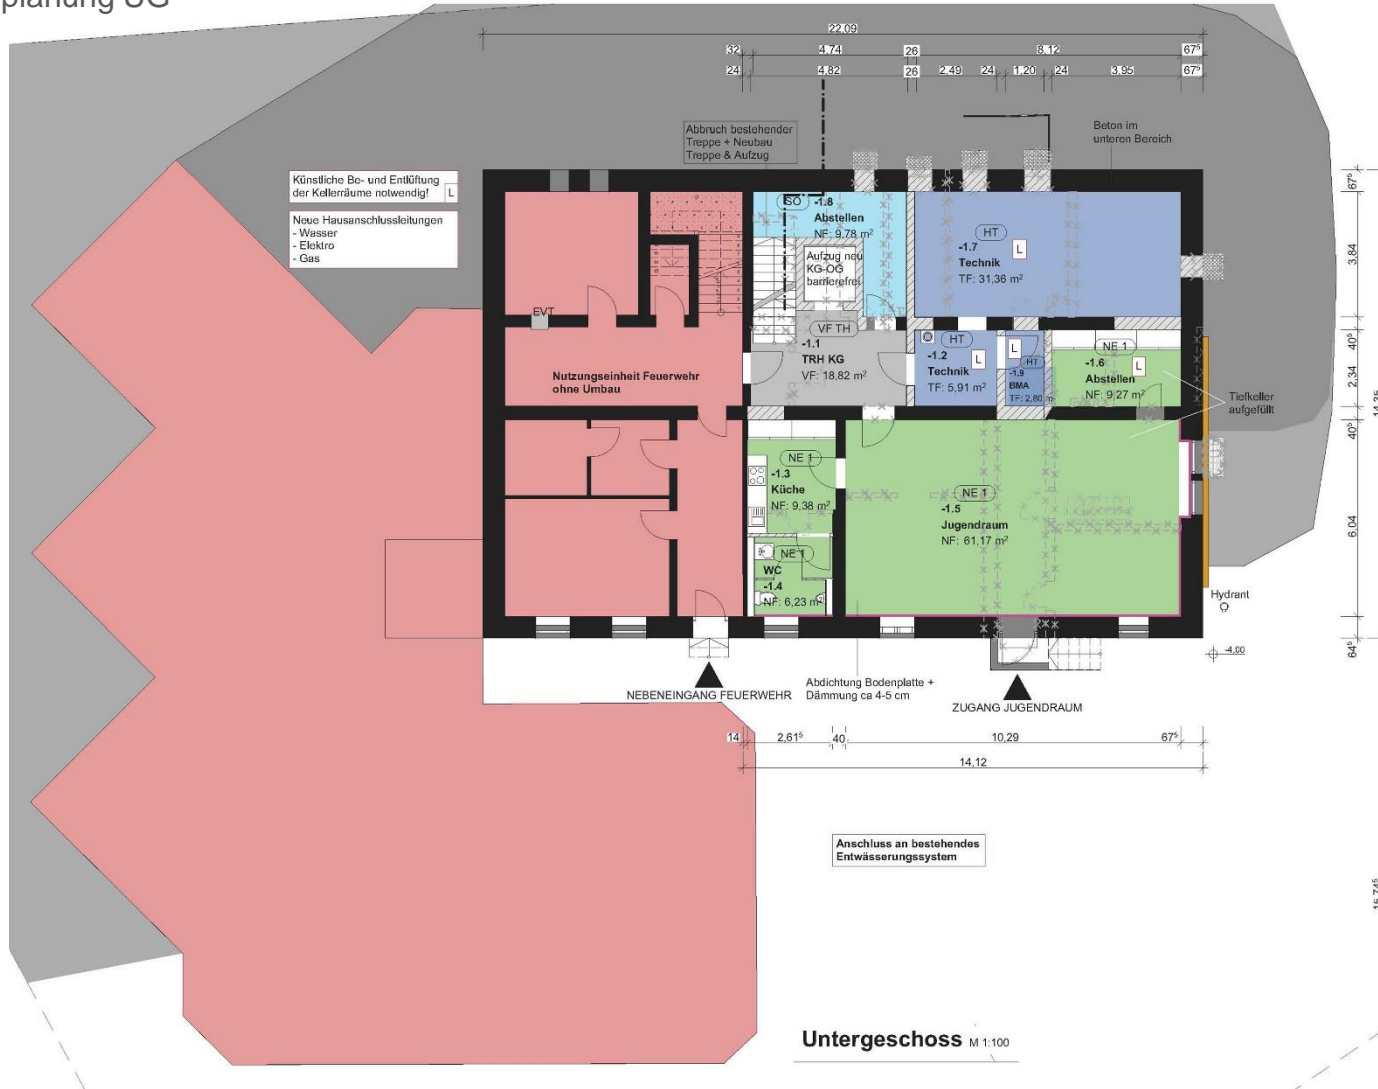 planung UG
22,09
32
4,74
26
8,12
67⁵
24
4,82
26
2,49
24
1,20
24
3,95
67⁵
Abbruch bestehender
Treppe + Neubau
Treppe & Aufzug
Beton im
unteren Bereich
Künstliche Be- und Entlüftung
der Kellerräume notwendig!
L
Neue Hausanschlussleitungen
- Wasser
- Elektro
- Gas
ISO
-1.8
Abstellen
NF: 9,78 m²
Aufzug neu
KG-OG
barrierefrei
HT
L
-1.7
Technik
TF: 31,36 m²
67⁵
3,84
40⁵
2,34
40⁵
6,04
64⁵
14,35
15,74⁵
EVT
VF TH
-1.1
TRH KG
VF: 18,82 m²
HT
-1.2
L
Technik
TF: 5,91 m²
L
HT
-1.9
BMA
TF: 2,80 m
NE 1
-1.6
L
Abstellen
NF: 9,27 m²
Nutzungseinheit Feuerwehr
ohne Umbau
Tiefkeller
aufgefüllt
NE 1
-1.3
Küche
NF: 9,38 m²
NE 1
-1.5
Jugendraum
NF: 61,17 m²
NE 1
WC
-1.4
NF: 6,23 m²
Hydrant
-4,00
NEBENEINGANG FEUERWEHR
Abdichtung Bodenplatte +
Dämmung ca 4-5 cm
ZUGANG JUGENDRAUM
14
2,61⁵
40
10,29
67⁵
14,12
Anschluss an bestehendes
Entwässerungssystem
Untergeschoss M 1:100